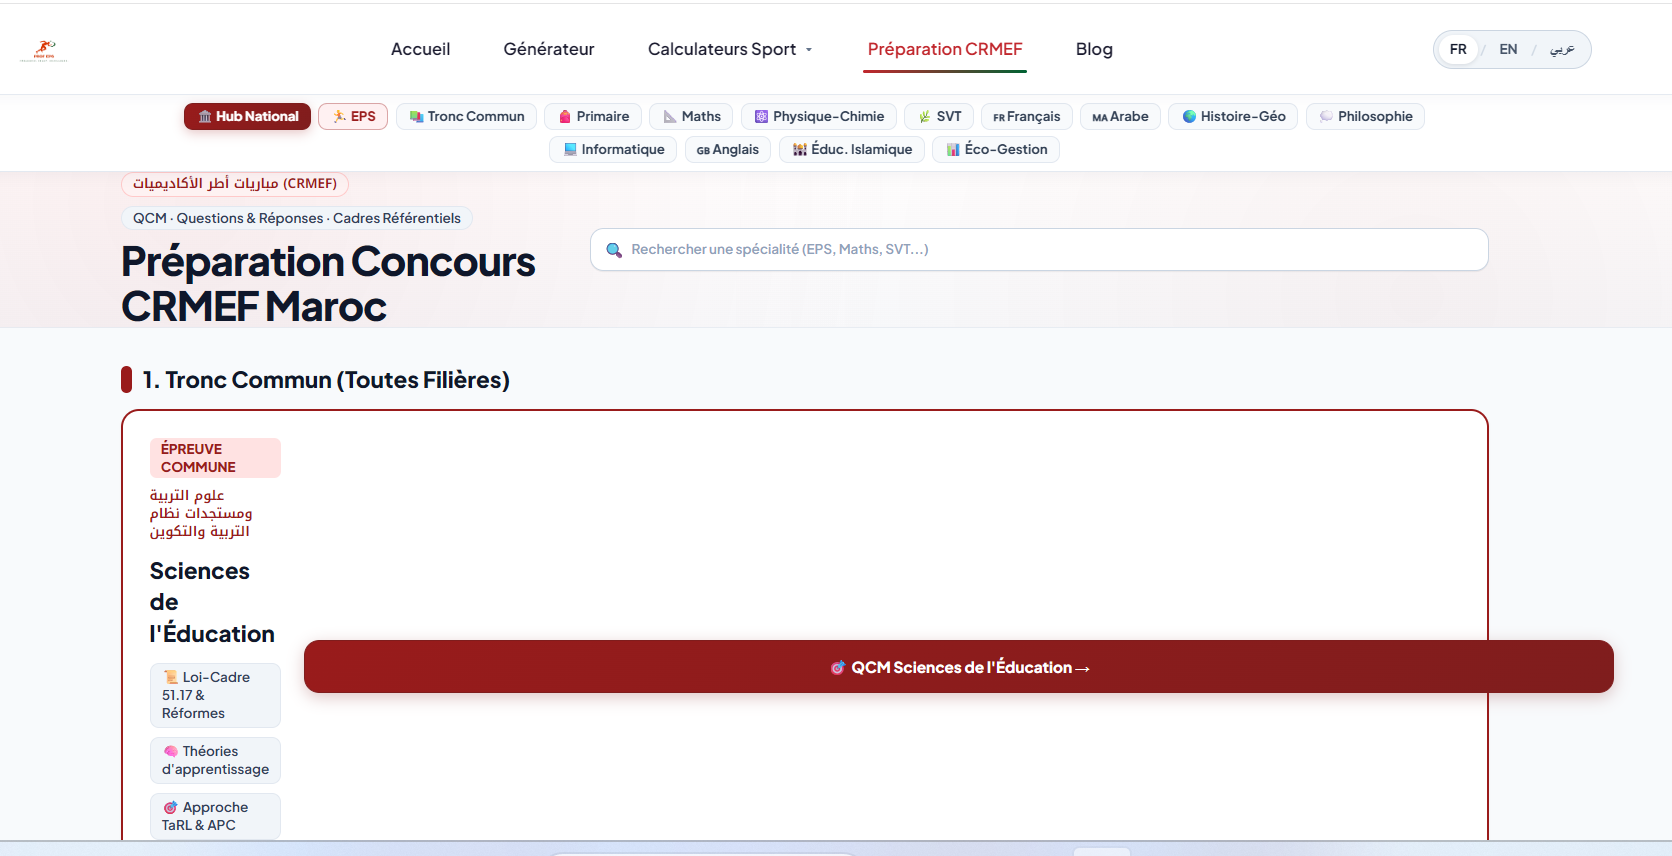 Accueil
Générateur
Calculateurs Sport
Préparation CRMEF
Blog
FR / EN / عربي
Hub National
EPS
Tronc Commun
Primaire
Maths
Physique-Chimie
SVT
FR Français
MA Arabe
Histoire-Géo
Philosophie
Informatique
GB Anglais
Éduc. Islamique
Éco-Gestion
مباريات أطر الأكاديميات (CRMEF)
QCM · Questions & Réponses · Cadres Référentiels
Préparation Concours
CRMEF Maroc
Rechercher une spécialité (EPS, Maths, SVT...)
1. Tronc Commun (Toutes Filières)
ÉPREUVE
COMMUNE
علوم التربية
ومستجدات نظام
التربية والتكوين
Sciences
de
l'Éducation
Loi-Cadre
51.17 &
Réformes
Théories
d'apprentissage
Approche
TaRL & APC
QCM Sciences de l'Éducation →